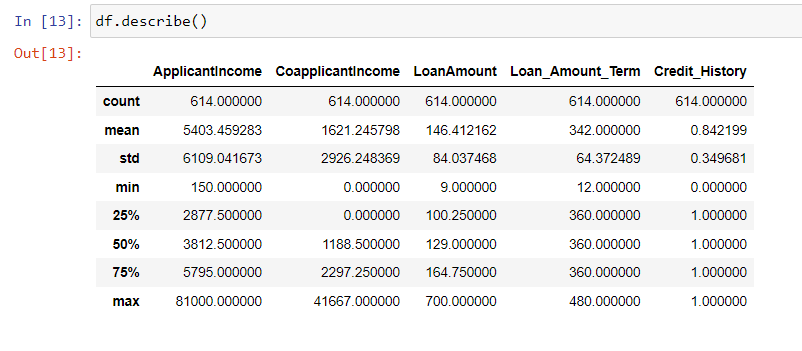 In [13]: df.describe()
Out[13]:
ApplicantIncome CoapplicantIncome LoanAmount Loan_Amount_Term Credit_History
count 614.000000 614.000000 614.000000 614.000000 614.000000
mean 5403.459283 1621.245798 146.412162 342.000000 0.842199
std 6109.041673 2926.248369 84.037468 64.372489 0.349681
min 150.000000 0.000000 9.000000 12.000000 0.000000
25% 2877.500000 0.000000 100.250000 360.000000 1.000000
50% 3812.500000 1188.500000 129.000000 360.000000 1.000000
75% 5795.000000 2297.250000 164.750000 360.000000 1.000000
max 81000.000000 41667.000000 700.000000 480.000000 1.000000